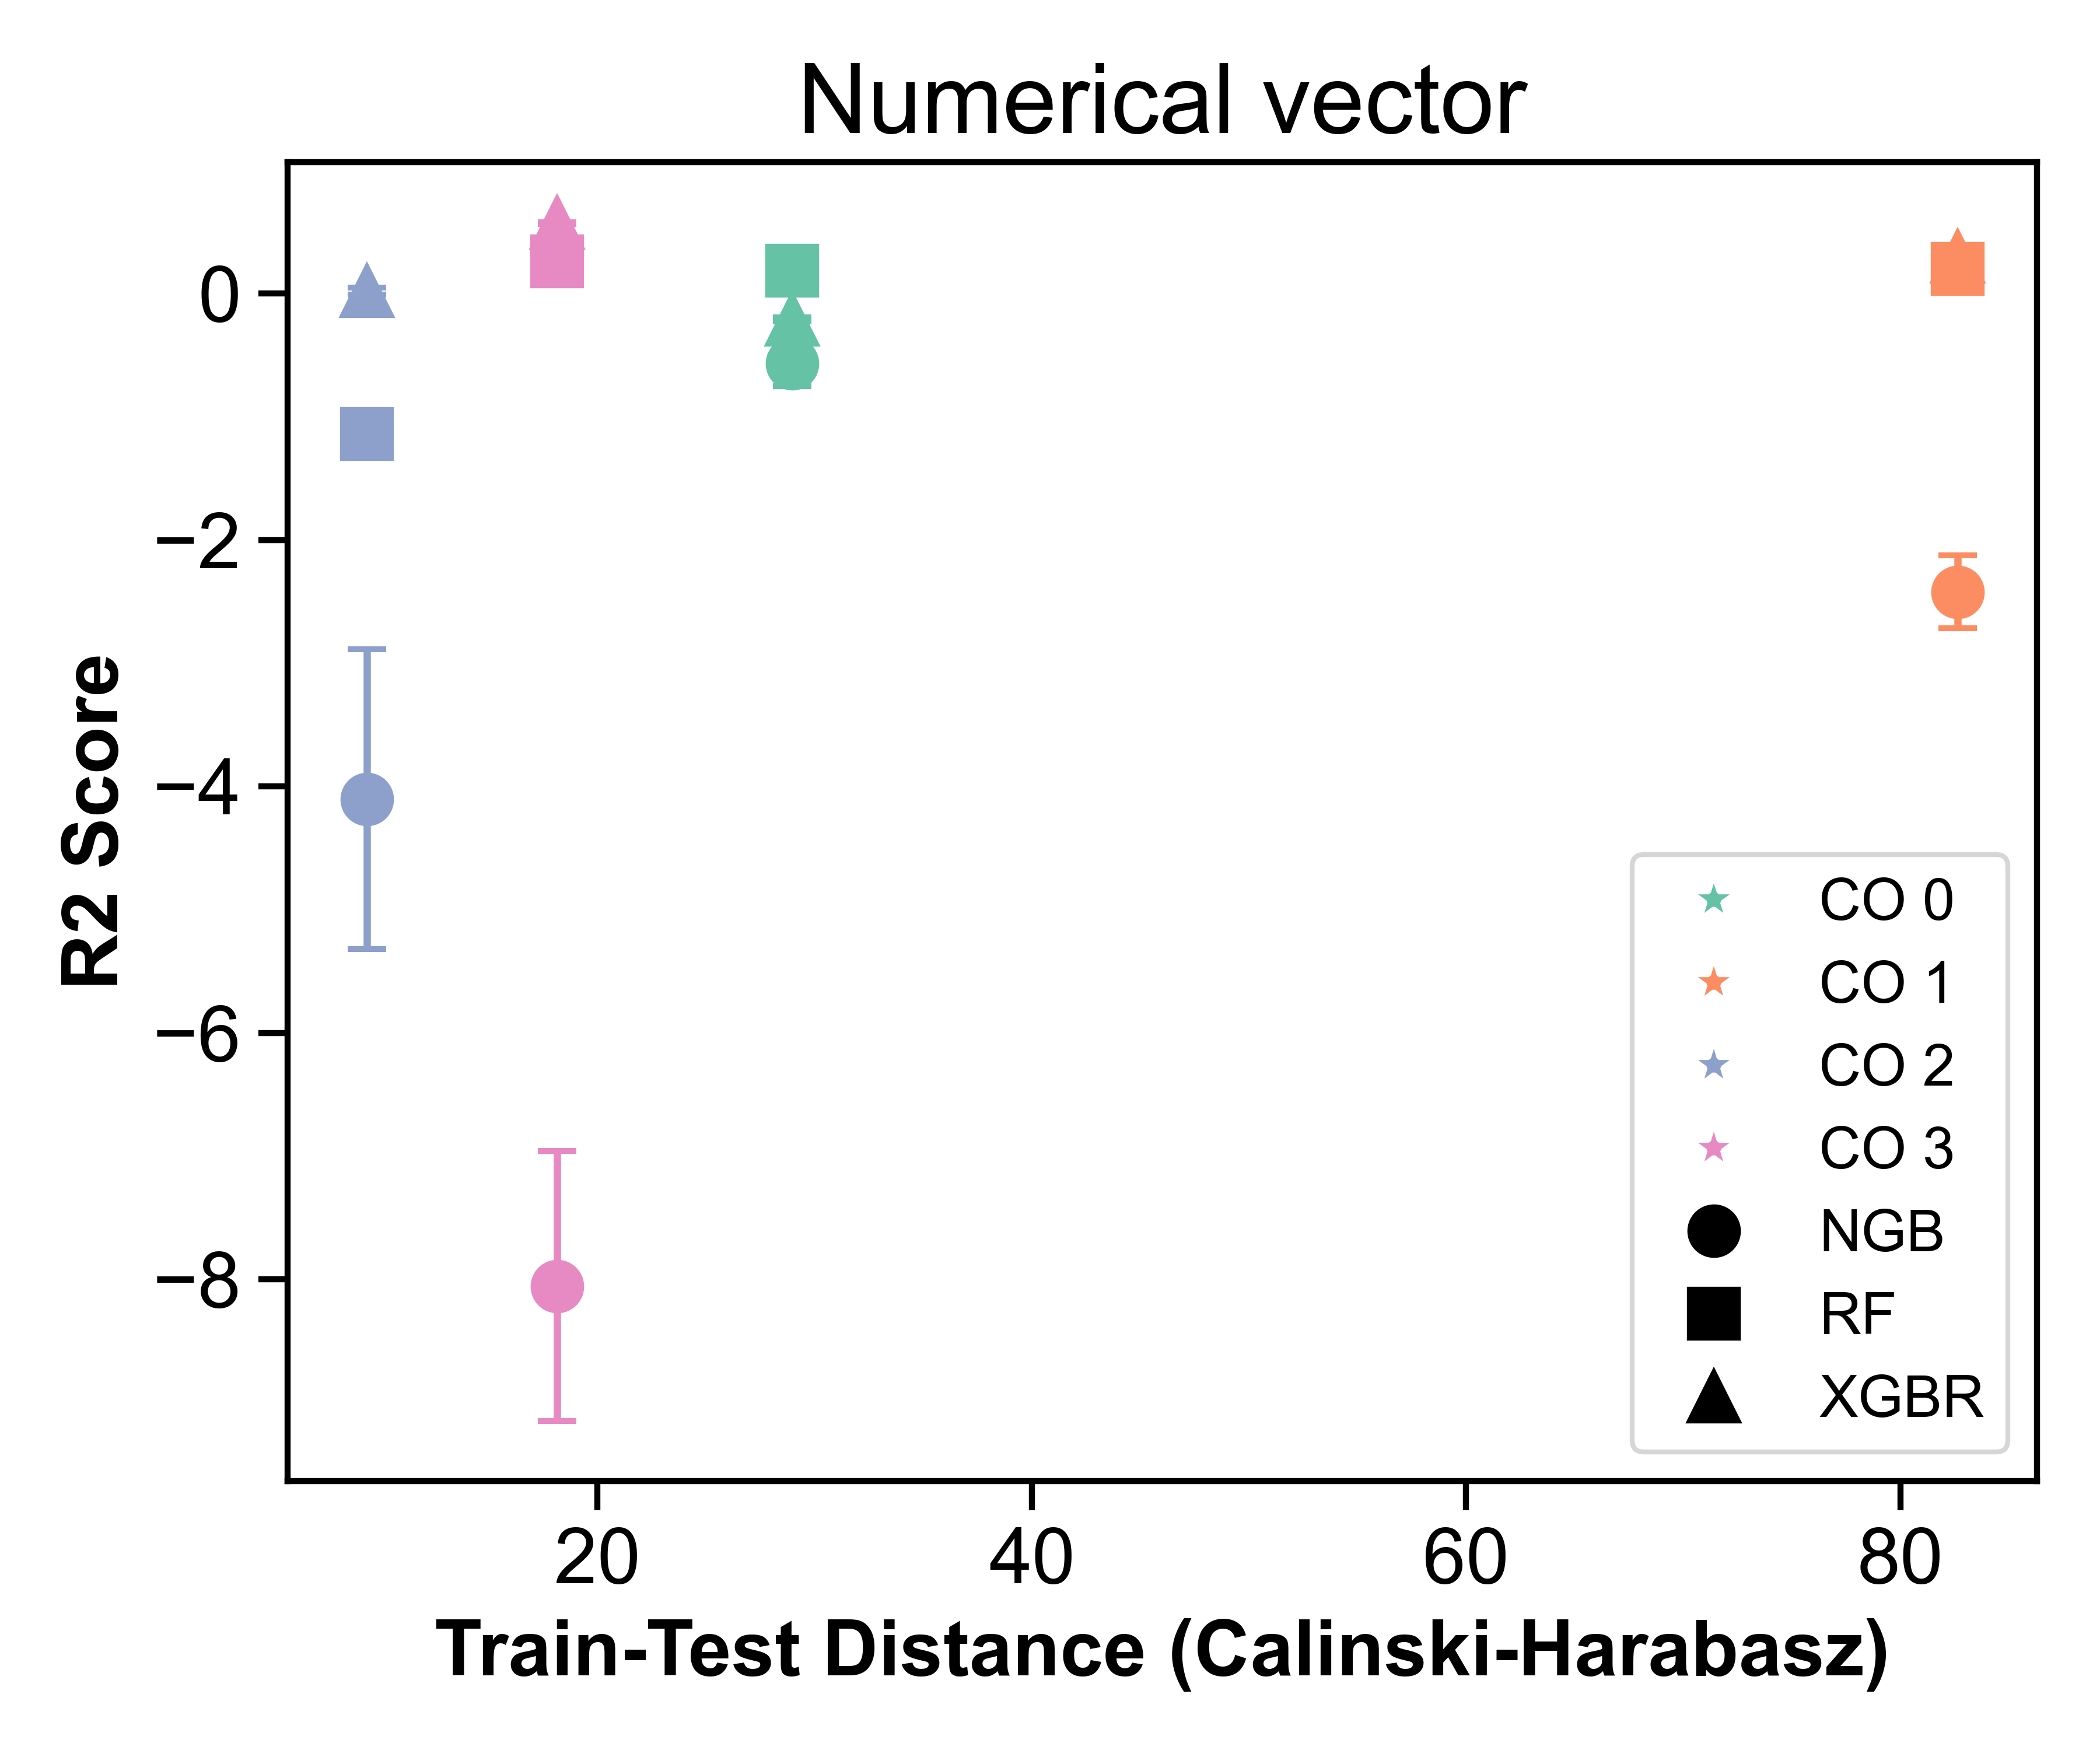 Numerical vector
R2 Score
0
−2
−4
−6
−8
20 40 60 80
Train-Test Distance (Calinski-Harabasz)
CO 0
CO 1
CO 2
CO 3
NGB
RF
XGBR